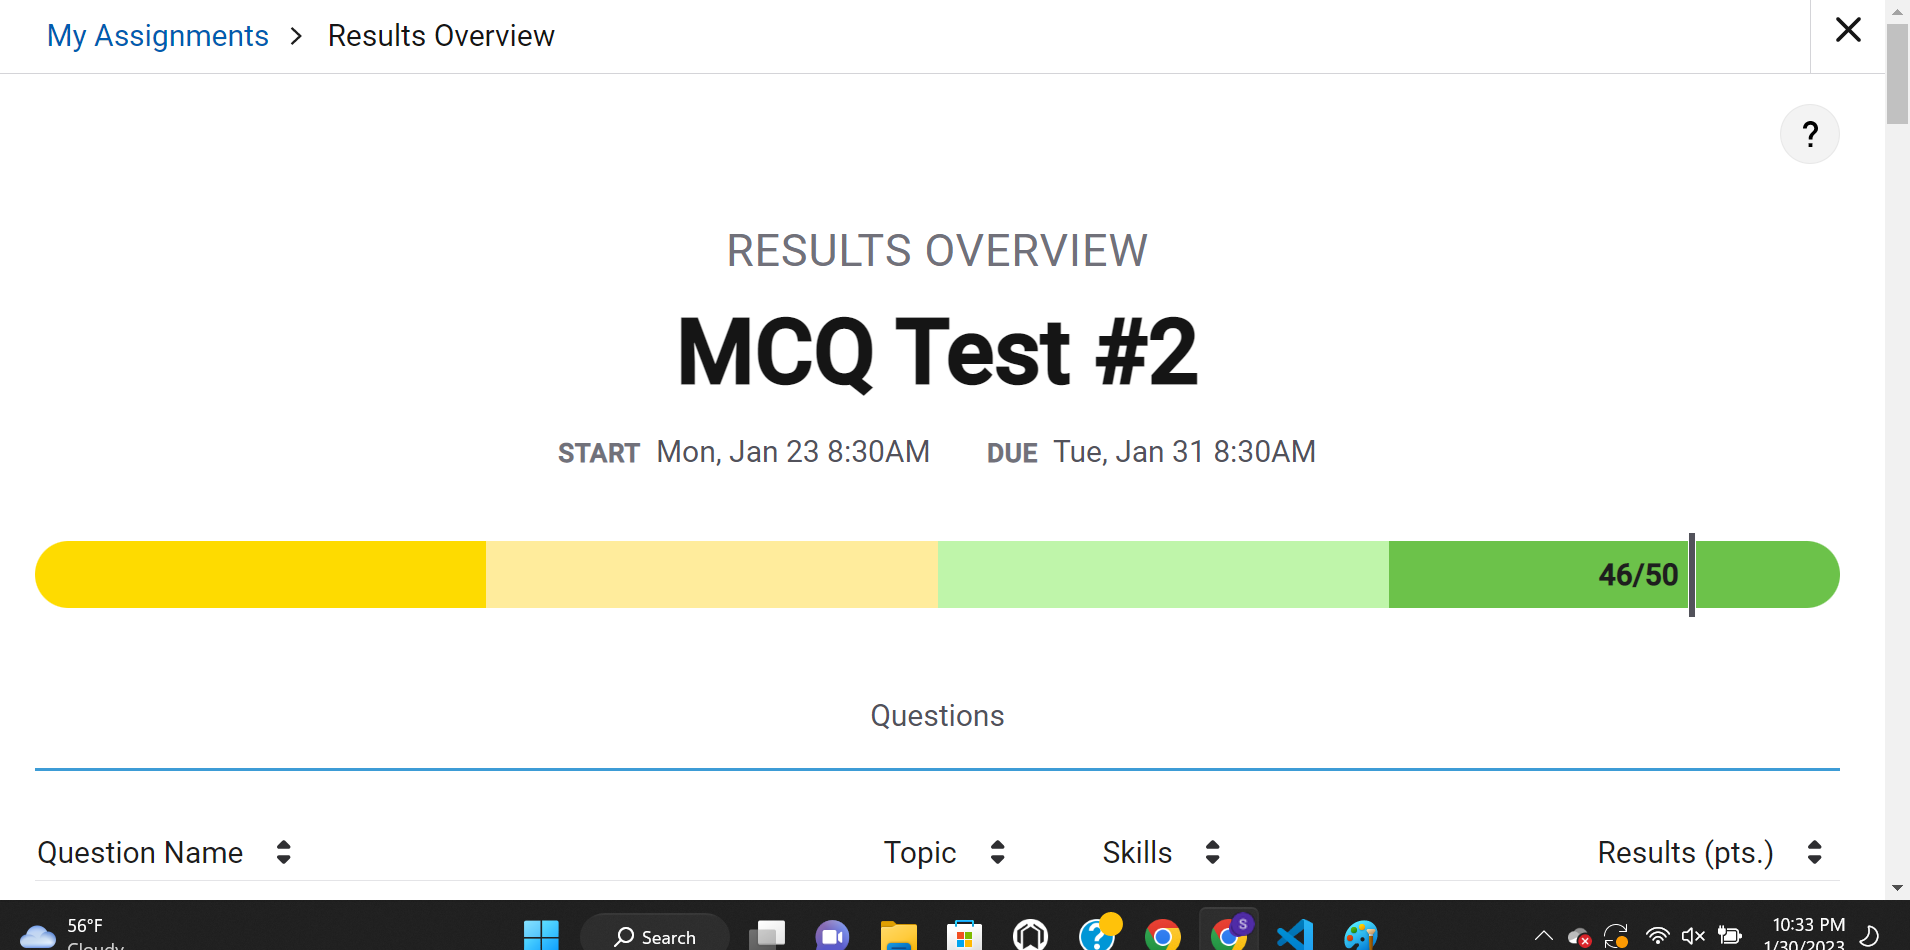 My Assignments > Results Overview
?
RESULTS OVERVIEW
MCQ Test #2
START Mon, Jan 23 8:30AM DUE Tue, Jan 31 8:30AM
46/50
Questions
Question Name Topic Skills Results (pts.)
56°F
Cloudy
Search
S
10:33 PM
1/30/2023